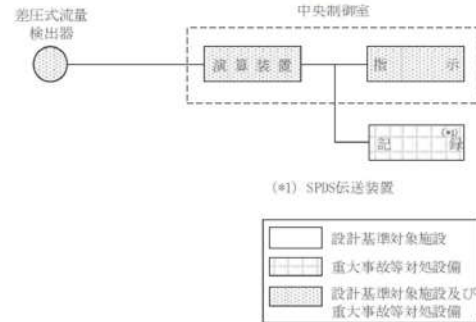 差圧式流量
検出器
中央制御室
演算装置
指示
(*1)
記録
(*1) SPDS伝送装置
設計基準対象施設
重大事故等対処設備
設計基準対象施設及び
重大事故等対処設備